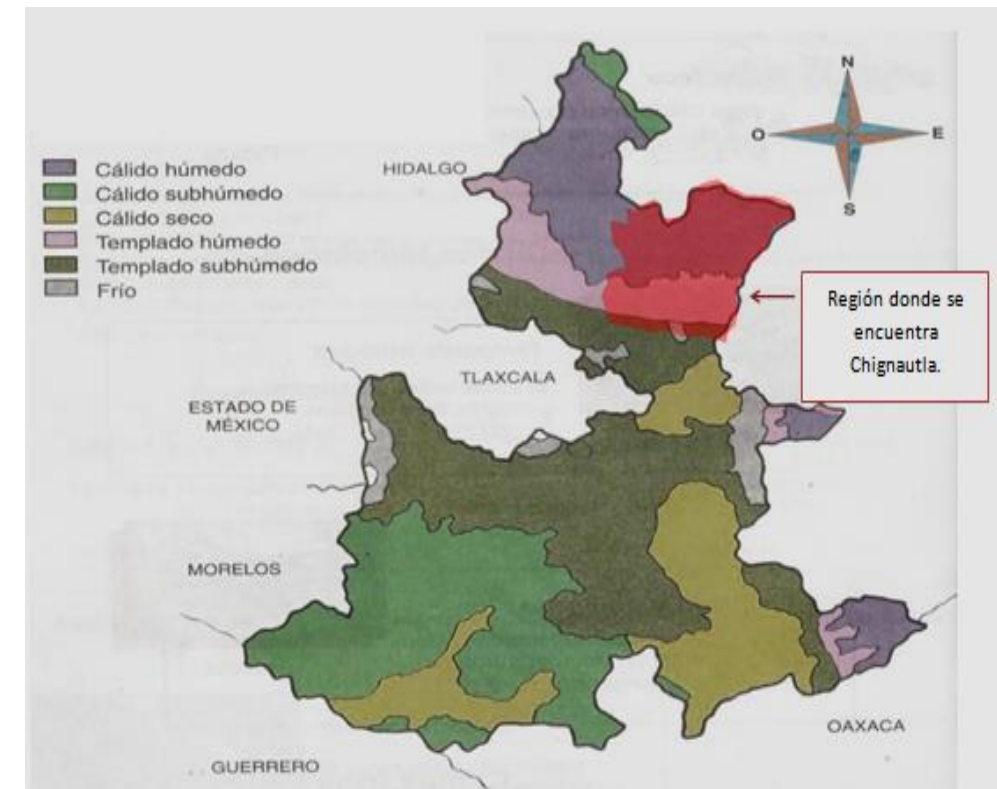 N
O
E
S
HIDALGO
Cálido húmedo
Cálido subhúmedo
Cálido seco
Templado húmedo
Templado subhúmedo
Frío
Región donde se
encuentra
Chignautla.
TLAXCALA
ESTADO DE
MÉXICO
MORELOS
OAXACA
GUERRERO